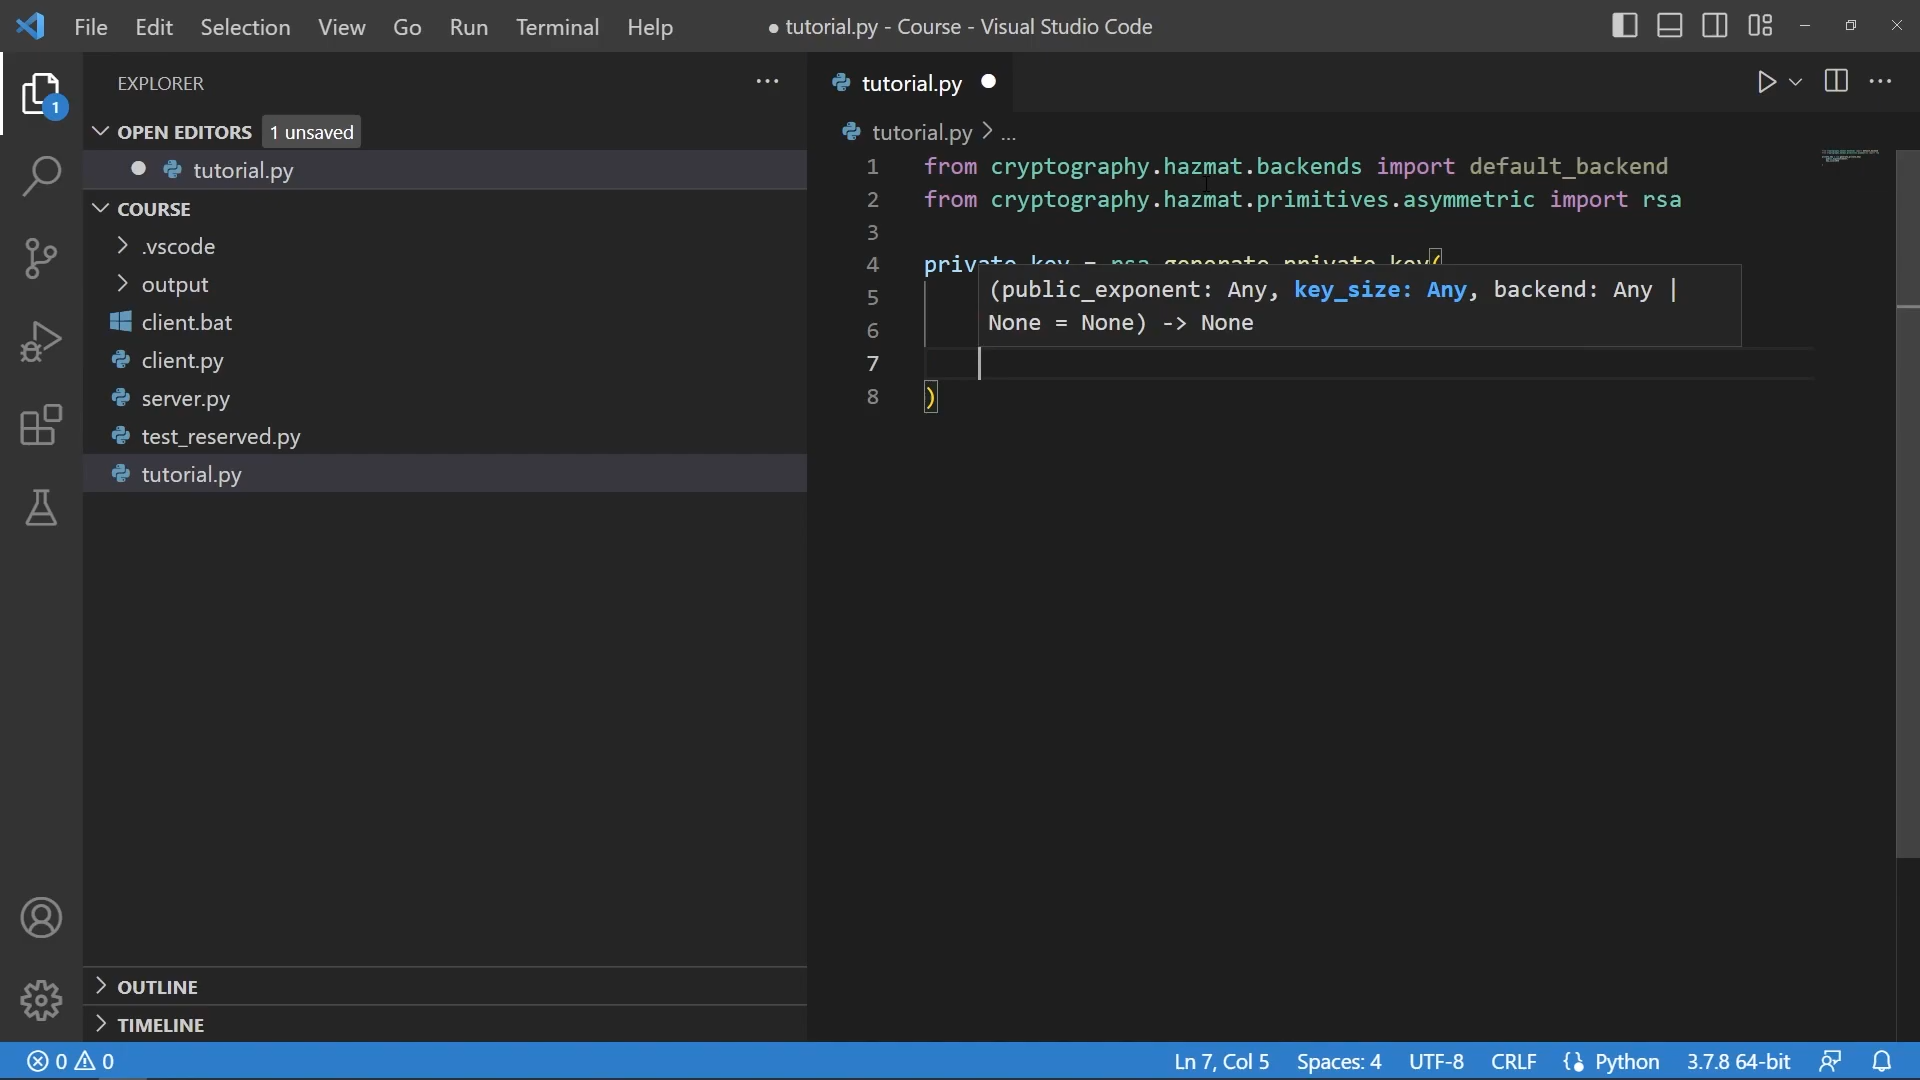 File Edit Selection View Go Run Terminal Help ● tutorial.py - Course - Visual Studio Code
EXPLORER ...
1
OPEN EDITORS 1 unsaved
tutorial.py
COURSE
.vscode
output
client.bat
client.py
server.py
test_reserved.py
tutorial.py
OUTLINE
TIMELINE
tutorial.py
tutorial.py > ...
1 from cryptography.hazmat.backends import default_backend
2 from cryptography.hazmat.primitives.asymmetric import rsa
3
4 private_key = rsa.generate_private_key(
5
6
(public_exponent: Any, key_size: Any, backend: Any |
None = None) -> None
7
8 )
0 0 Ln 7, Col 5 Spaces: 4 UTF-8 CRLF {} Python 3.7.8 64-bit